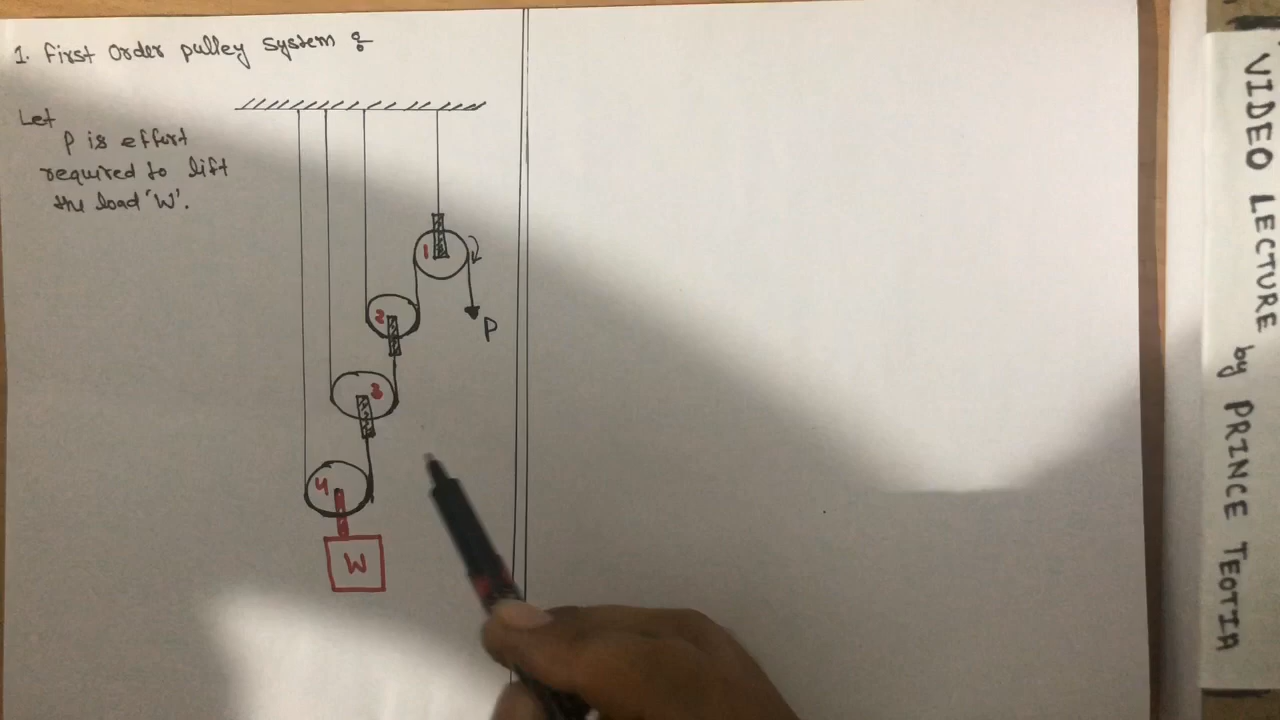 1. First Order pulley system :-
Let
P is effort
required to lift
the load 'W'.
1
2
P
3
4
W
VIDEO LECTURE by PRINCE TEOTIA